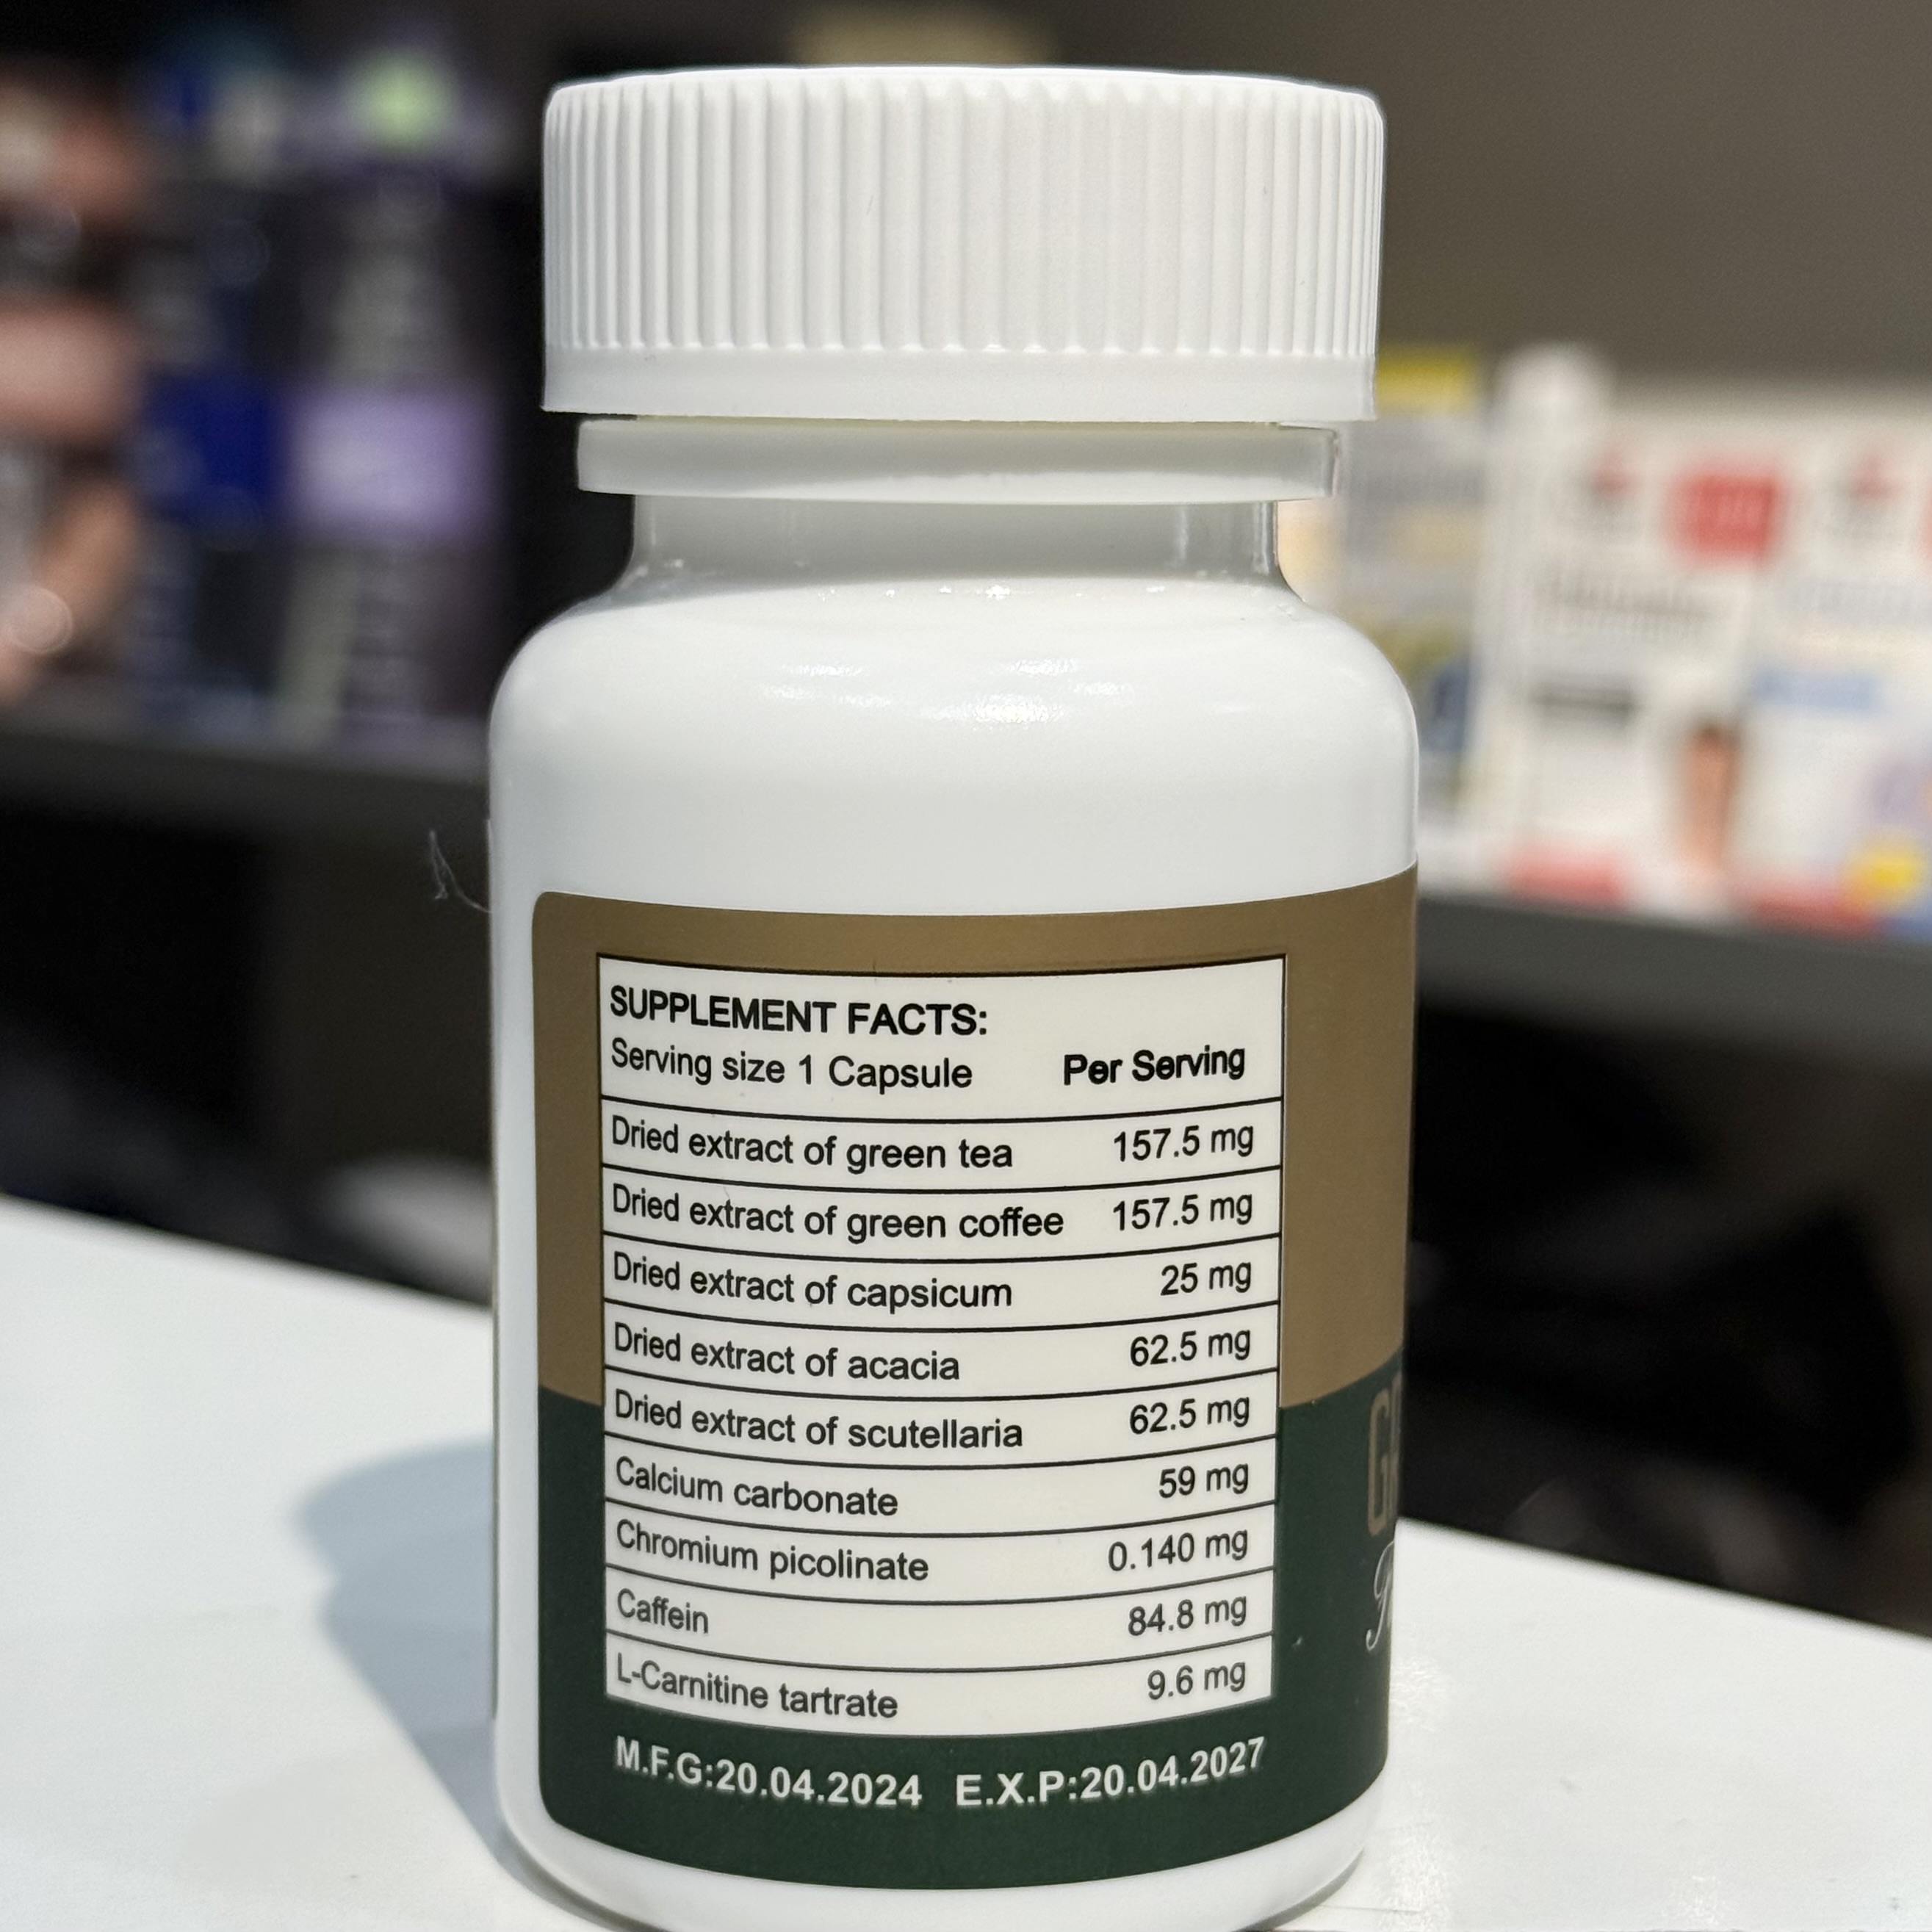 SUPPLEMENT FACTS:
Serving size 1 Capsule Per Serving
Dried extract of green tea 157.5 mg
Dried extract of green coffee 157.5 mg
Dried extract of capsicum 25 mg
Dried extract of acacia 62.5 mg
Dried extract of scutellaria 62.5 mg
Calcium carbonate 59 mg
Chromium picolinate 0.140 mg
Caffein 84.8 mg
L-Carnitine tartrate 9.6 mg
M.F.G:20.04.2024 E.X.P:20.04.2027